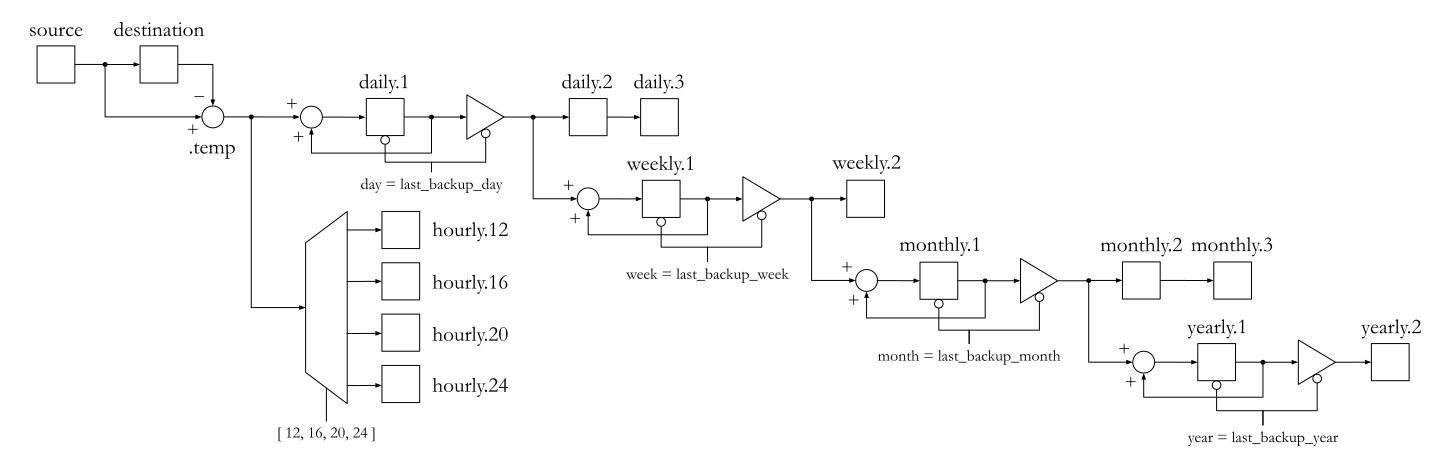 source
destination
−
+
.temp
+
+
daily.1
daily.2
daily.3
day = last_backup_day
+
+
weekly.1
weekly.2
week = last_backup_week
hourly.12
hourly.16
hourly.20
hourly.24
[ 12, 16, 20, 24 ]
+
+
monthly.1
monthly.2
monthly.3
month = last_backup_month
+
+
yearly.1
yearly.2
year = last_backup_year